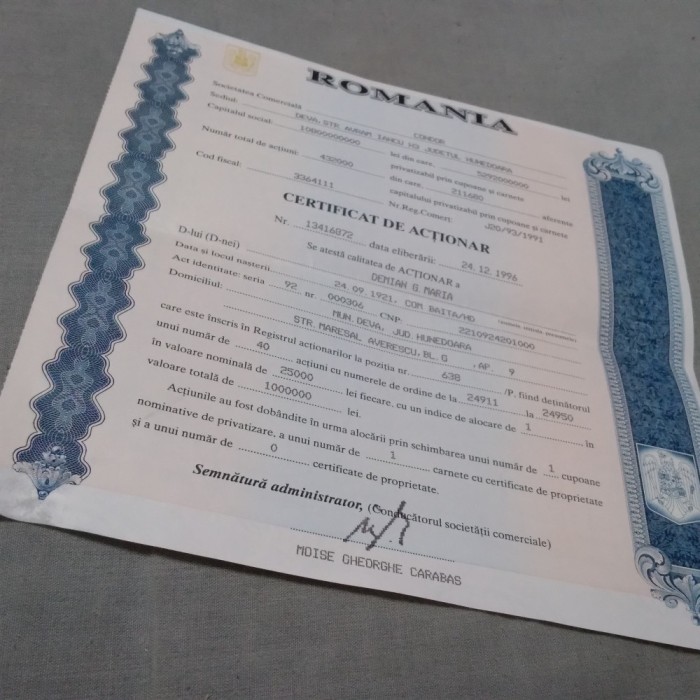 ROMANIA
Societatea Comercială CONCOR
Sediul: DEVA, STR AVRAM IANCU H3 JUDETUL HUNEDOARA
Capitalul social: 10800000000 lei din care 5292000000 lei
privatizabil prin cupoane și carnete
Număr total de acțiuni: 432000 din care 211680 aferente
capitalului privatizabil prin cupoane și carnete
Cod fiscal: 3364111 Nr.Reg.Comerț: J20/93/1991
CERTIFICAT DE ACȚIONAR
Nr. 13416072 data eliberării: 24.12.1996
Se atestă calitatea de ACȚIONAR a
D-lui (D-nei) DEMIAN G. MARIA
Data și locul nașterii 24.09.1921, COM BAITA/HD
Act identitate: seria 92 nr. 000306 CNP 2210924201000
Domiciliul: MUN. DEVA, JUD. HUNEDOARA
STR. MARESAL AVERESCU, BL. G , AP. 9
care este înscris în Registrul acționarilor la poziția nr. 638 /P. fiind deținătorul
unui număr de 40 acțiuni cu numerele de ordine de la 24911 la 24950
în valoare nominală de 25000 lei fiecare, cu un indice de alocare de 1 în
valoare totală de 1000000 lei.
Acțiunile au fost dobândite în urma alocării prin schimbarea unui număr de 1 cupoane
nominative de privatizare, a unui număr de 1 carnete cu certificate de proprietate
și a unui număr de 0 certificate de proprietate.
Semnătură administrator, (Conducătorul societății comerciale)
MOISE GHEORGHE CARABAS